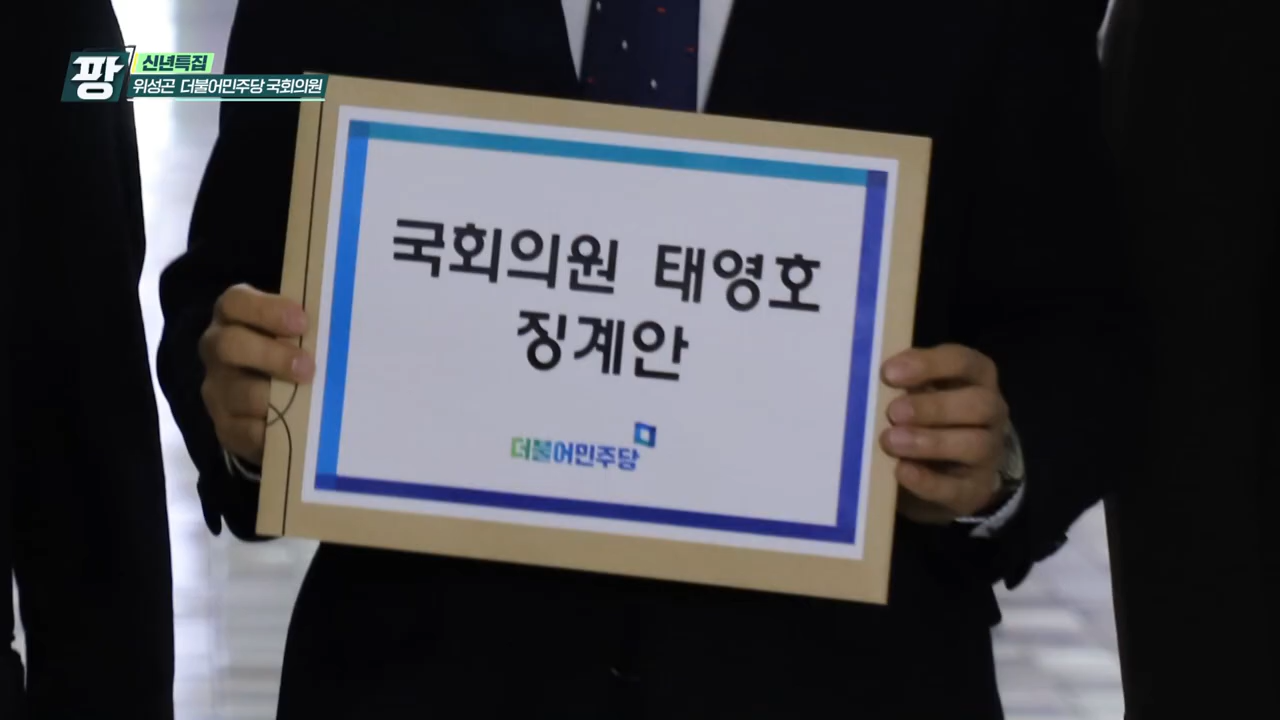 팡
신년특집
위성곤 더불어민주당 국회의원
국회의원 태영호
징계안
더불어민주당